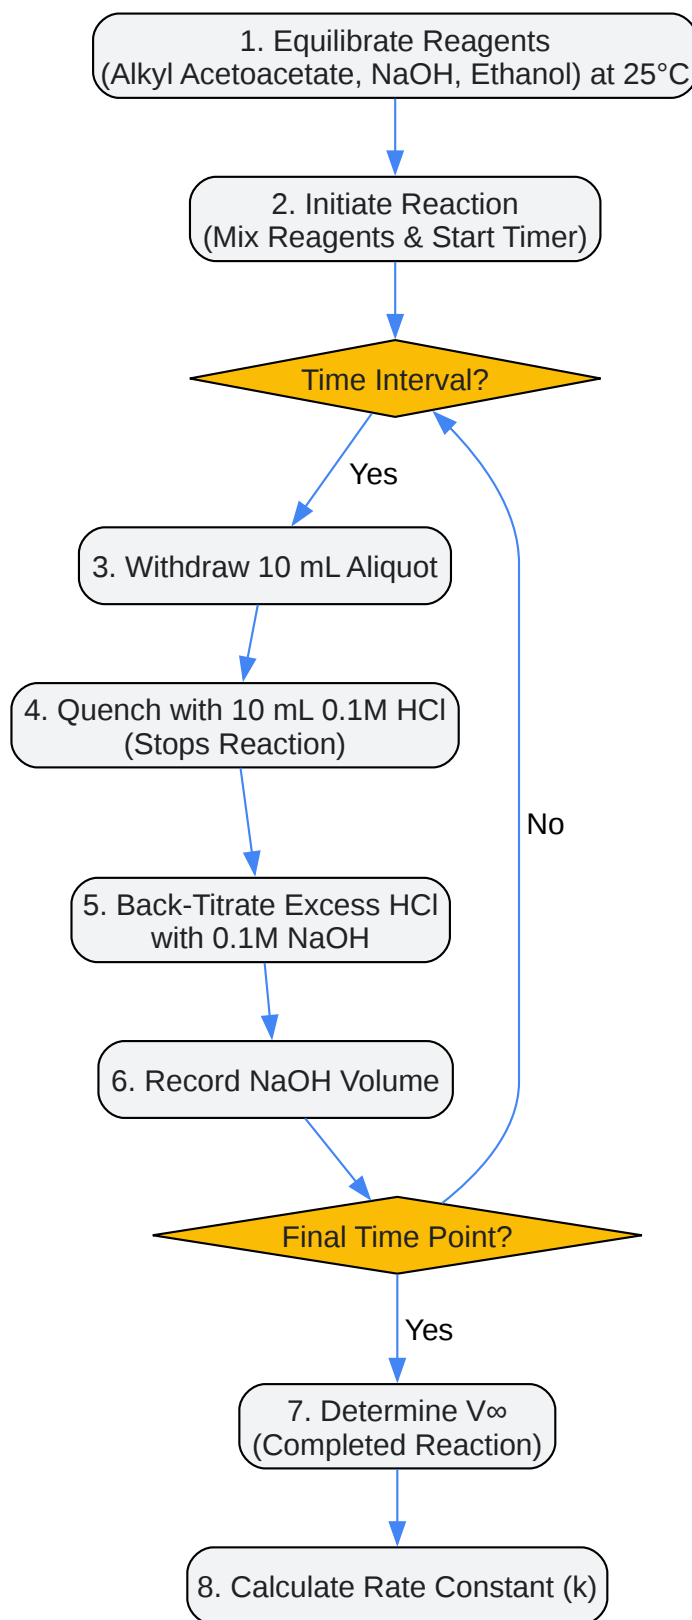 1. Equilibrate Reagents
(Alkyl Acetoacetate, NaOH, Ethanol) at 25°C
2. Initiate Reaction
(Mix Reagents & Start Timer)
Time Interval?
Yes
3. Withdraw 10 mL Aliquot
4. Quench with 10 mL 0.1M HCl
(Stops Reaction)
No
5. Back-Titrate Excess HCl
with 0.1M NaOH
6. Record NaOH Volume
Final Time Point?
Yes
7. Determine V∞
(Completed Reaction)
8. Calculate Rate Constant (k)